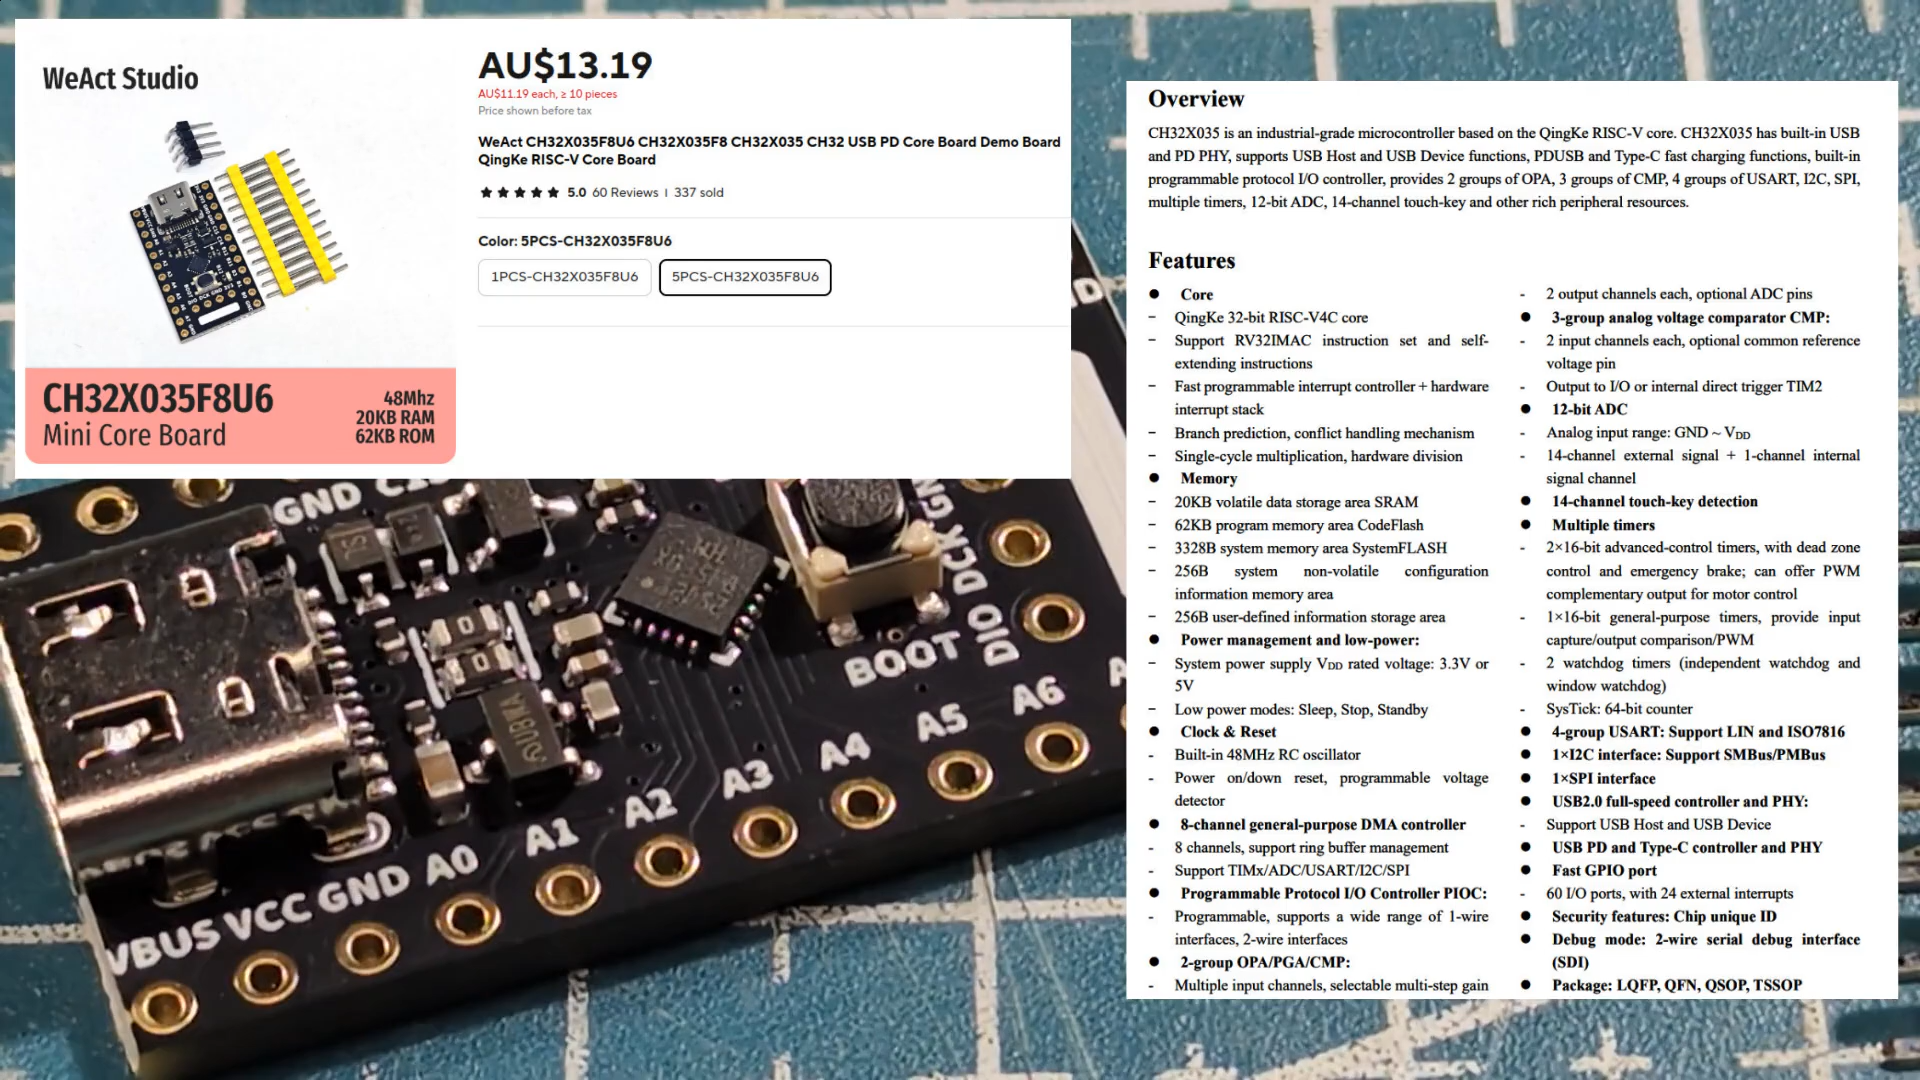 WeAct Studio
CH32X035F8U6
Mini Core Board
48Mhz
20KB RAM
62KB ROM
AU$13.19
AU$11.19 each, ≥ 10 pieces
Price shown before tax
WeAct CH32X035F8U6 CH32X035F8 CH32X035 CH32 USB PD Core Board Demo Board
QingKe RISC-V Core Board
5.0 60 Reviews | 337 sold
Color: 5PCS-CH32X035F8U6
1PCS-CH32X035F8U6
5PCS-CH32X035F8U6
Overview
CH32X035 is an industrial-grade microcontroller based on the QingKe RISC-V core. CH32X035 has built-in USB
and PD PHY, supports USB Host and USB Device functions, PDUSB and Type-C fast charging functions, built-in
programmable protocol I/O controller, provides 2 groups of OPA, 3 groups of CMP, 4 groups of USART, I2C, SPI,
multiple timers, 12-bit ADC, 14-channel touch-key and other rich peripheral resources.
Features
● Core
- QingKe 32-bit RISC-V4C core
- Support RV32IMAC instruction set and self-
extending instructions
- Fast programmable interrupt controller + hardware
interrupt stack
- Branch prediction, conflict handling mechanism
- Single-cycle multiplication, hardware division
● Memory
- 20KB volatile data storage area SRAM
- 62KB program memory area CodeFlash
- 3328B system memory area SystemFLASH
- 256B system non-volatile configuration
information memory area
- 256B user-defined information storage area
● Power management and low-power:
- System power supply VDD rated voltage: 3.3V or
5V
- Low power modes: Sleep, Stop, Standby
● Clock & Reset
- Built-in 48MHz RC oscillator
- Power on/down reset, programmable voltage
detector
● 8-channel general-purpose DMA controller
- 8 channels, support ring buffer management
- Support TIMx/ADC/USART/I2C/SPI
● Programmable Protocol I/O Controller PIOC:
- Programmable, supports a wide range of 1-wire
interfaces, 2-wire interfaces
● 2-group OPA/PGA/CMP:
- Multiple input channels, selectable multi-step gain
- 2 output channels each, optional ADC pins
● 3-group analog voltage comparator CMP:
- 2 input channels each, optional common reference
voltage pin
- Output to I/O or internal direct trigger TIM2
● 12-bit ADC
- Analog input range: GND ~ VDD
- 14-channel external signal + 1-channel internal
signal channel
● 14-channel touch-key detection
● Multiple timers
- 2×16-bit advanced-control timers, with dead zone
control and emergency brake; can offer PWM
complementary output for motor control
- 1×16-bit general-purpose timers, provide input
capture/output comparison/PWM
- 2 watchdog timers (independent watchdog and
window watchdog)
- SysTick: 64-bit counter
● 4-group USART: Support LIN and ISO7816
● 1×I2C interface: Support SMBus/PMBus
● 1×SPI interface
● USB2.0 full-speed controller and PHY:
- Support USB Host and USB Device
● USB PD and Type-C controller and PHY
● Fast GPIO port
- 60 I/O ports, with 24 external interrupts
● Security features: Chip unique ID
● Debug mode: 2-wire serial debug interface
(SDI)
● Package: LQFP, QFN, QSOP, TSSOP
GND
BOOT
DIO
DCK
VBUS VCC GND A0 A1 A2 A3 A4 A5 A6